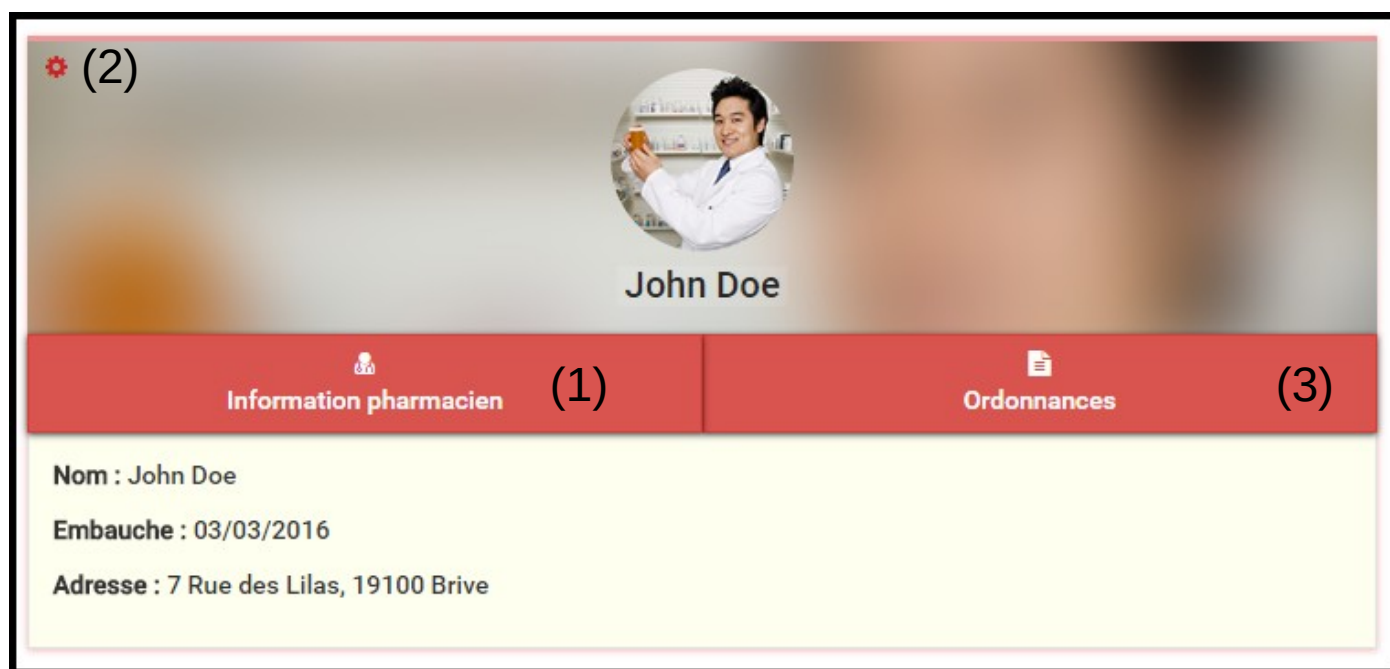 (2)
John Doe
Information pharmacien (1)
Ordonnances (3)
Nom : John Doe
Embauche : 03/03/2016
Adresse : 7 Rue des Lilas, 19100 Brive